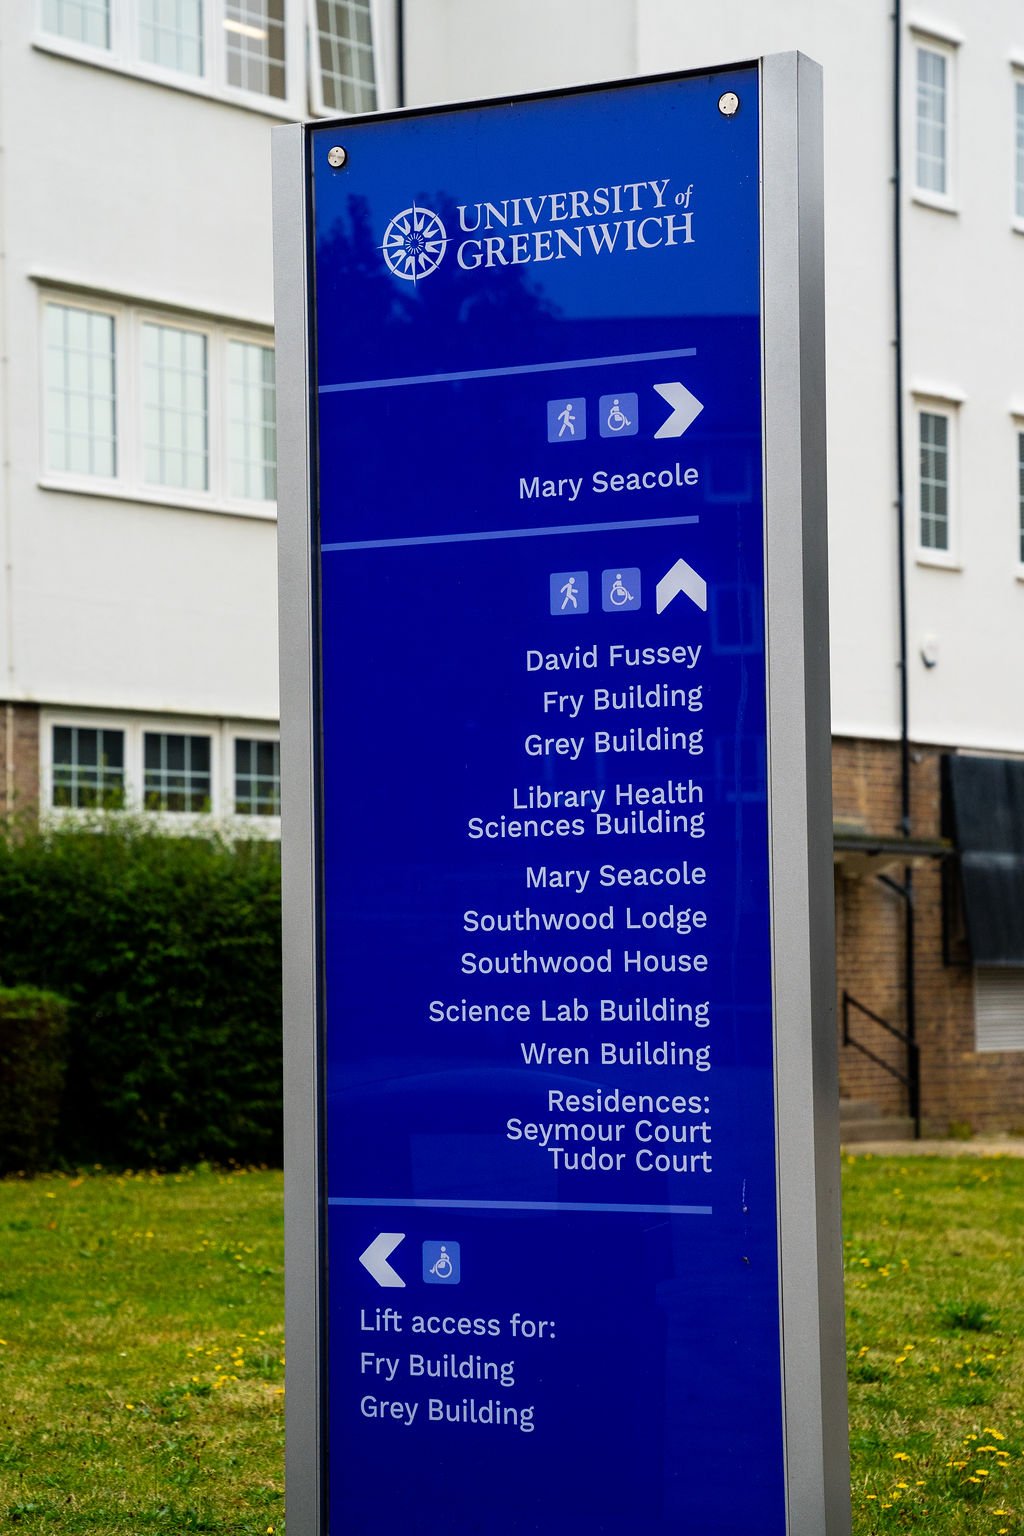 UNIVERSITY of
GREENWICH
Mary Seacole
David Fussey
Fry Building
Grey Building
Library Health
Sciences Building
Mary Seacole
Southwood Lodge
Southwood House
Science Lab Building
Wren Building
Residences:
Seymour Court
Tudor Court
Lift access for:
Fry Building
Grey Building